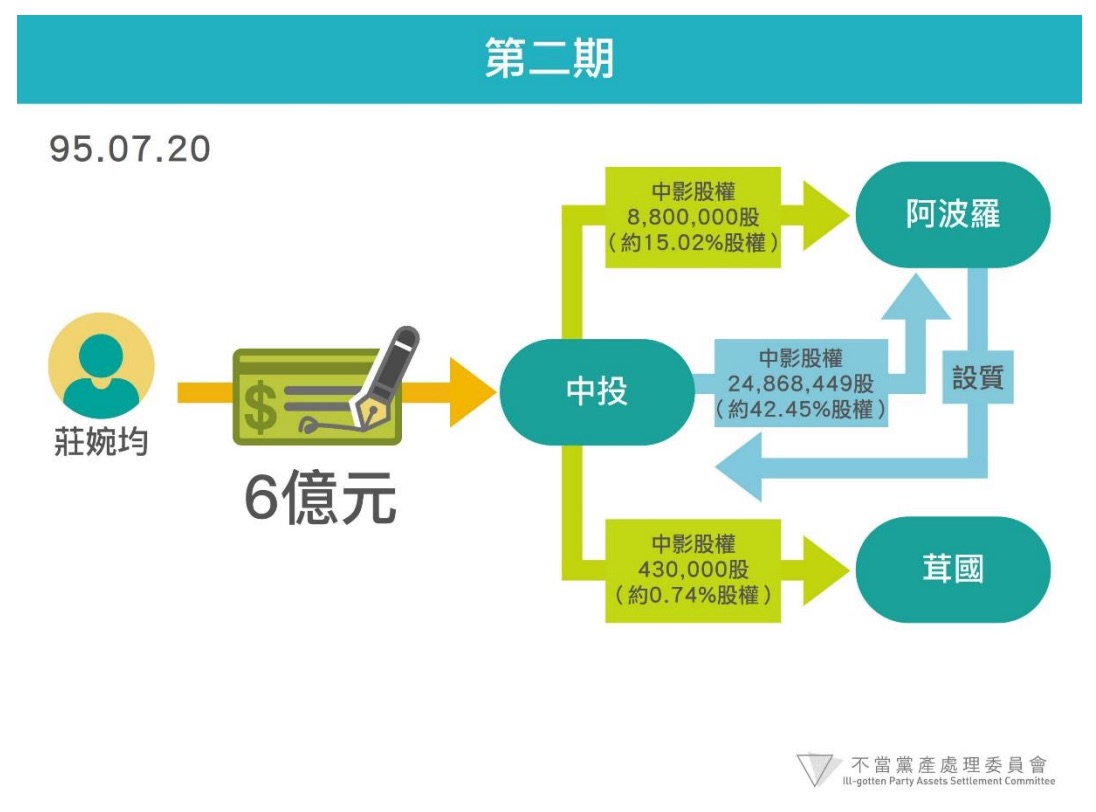 第二期
95.07.20
中影股權
8,800,000股
（約15.02%股權）
阿波羅
莊婉均
$
6億元
中投
中影股權
24,868,449股
（約42.45%股權）
設質
中影股權
430,000股
（約0.74%股權）
茸國
不當黨產處理委員會
Ill-gotten Party Assets Settlement Committee